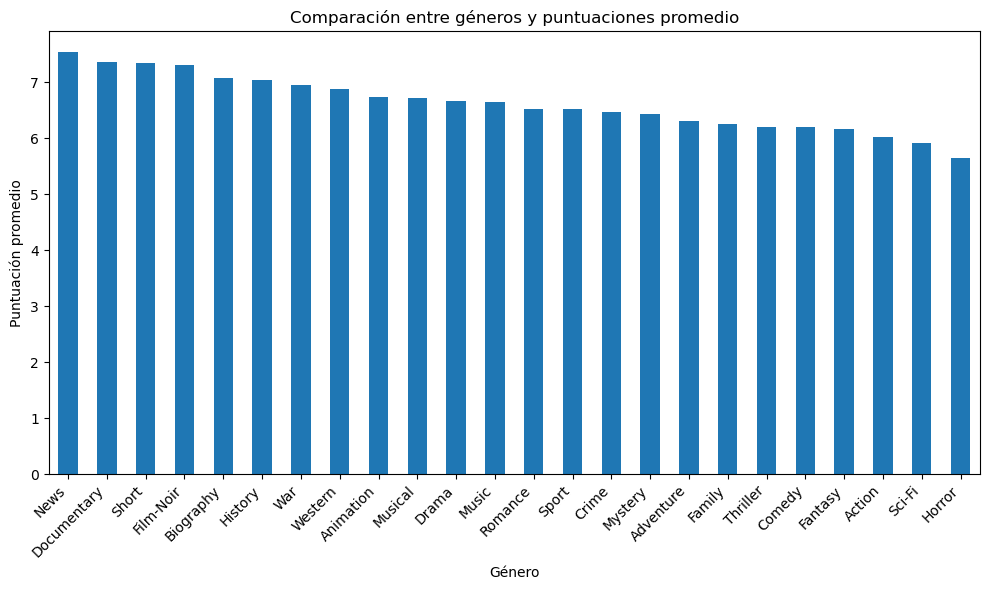 Comparación entre géneros y puntuaciones promedio
Puntuación promedio
7
6
5
4
3
2
1
0
News
Documentary
Short
Film-Noir
Biography
History
War
Western
Animation
Musical
Drama
Music
Romance
Sport
Crime
Mystery
Adventure
Family
Thriller
Comedy
Fantasy
Action
Sci-Fi
Horror
Género